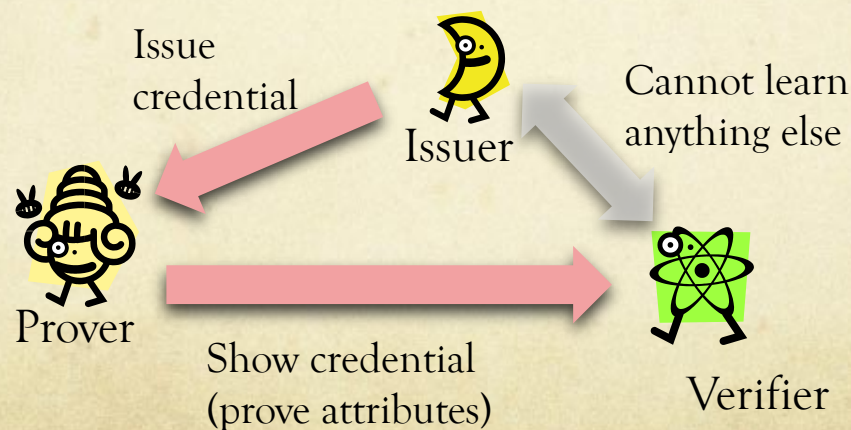 Issue
credential
Issuer
Cannot learn
anything else
Prover
Show credential
(prove attributes)
Verifier